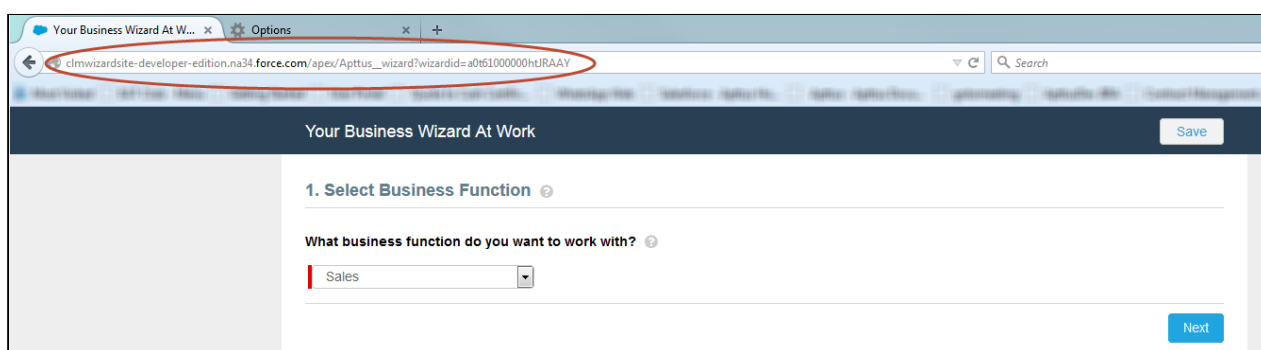 Your Business Wizard At W... × Options × +
clmwizardsite-developer-edition.na34.force.com/apex/Apttus__wizard?wizardid=a0t61000000htJRAAY Search
Your Business Wizard At Work Save
1. Select Business Function ?
What business function do you want to work with? ?
Sales
Next